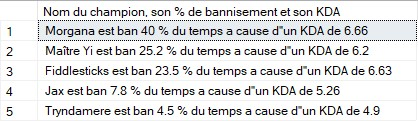 Nom du champion, son % de bannisement et son KDA
1 Morgana est ban 40 % du temps a cause d"un KDA de 6.66
2 Maître Yi est ban 25.2 % du temps a cause d"un KDA de 6.2
3 Fiddlesticks est ban 23.5 % du temps a cause d"un KDA de 6.63
4 Jax est ban 7.8 % du temps a cause d"un KDA de 5.26
5 Tryndamere est ban 4.5 % du temps a cause d"un KDA de 4.9